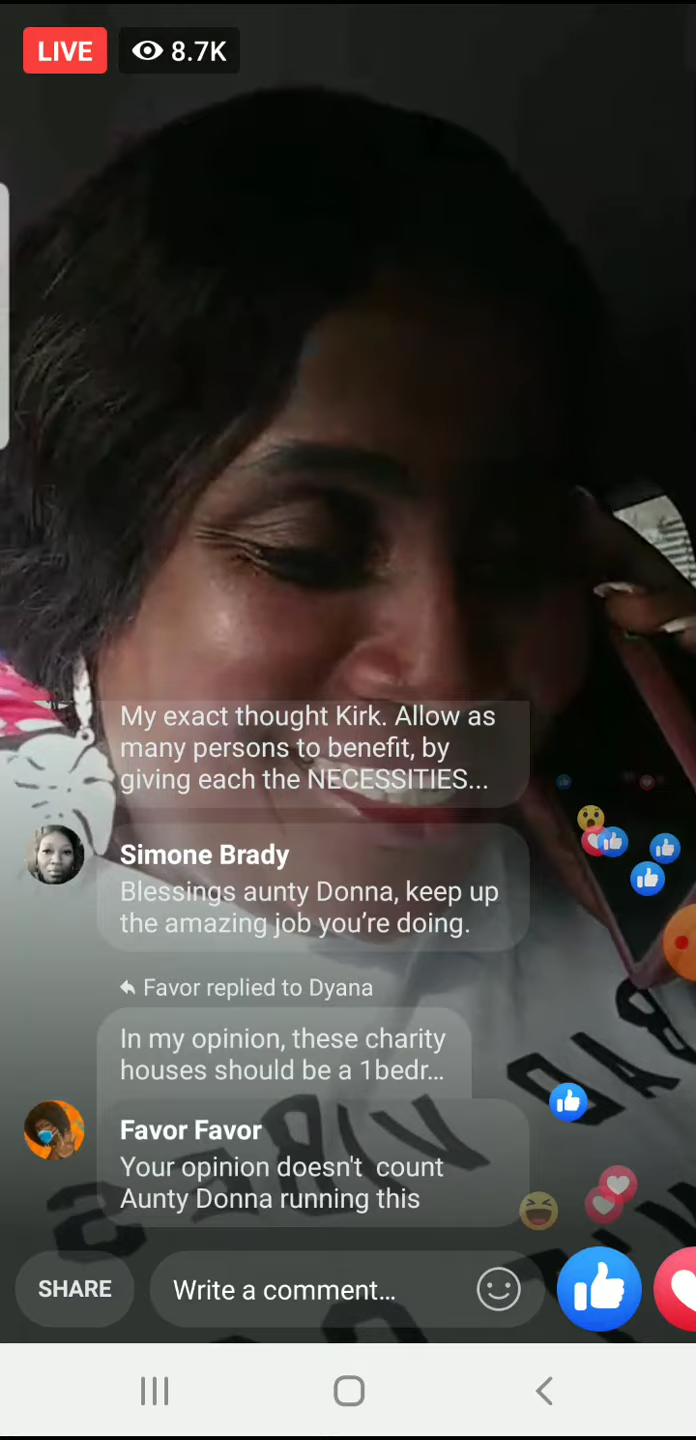 LIVE 8.7K
My exact thought Kirk. Allow as
many persons to benefit, by
giving each the NECESSITIES...
Simone Brady
Blessings aunty Donna, keep up
the amazing job you’re doing.
Favor replied to Dyana
In my opinion, these charity
houses should be a 1bedr...
Favor Favor
Your opinion doesn't count
Aunty Donna running this
BAD VIBES
SHARE Write a comment...